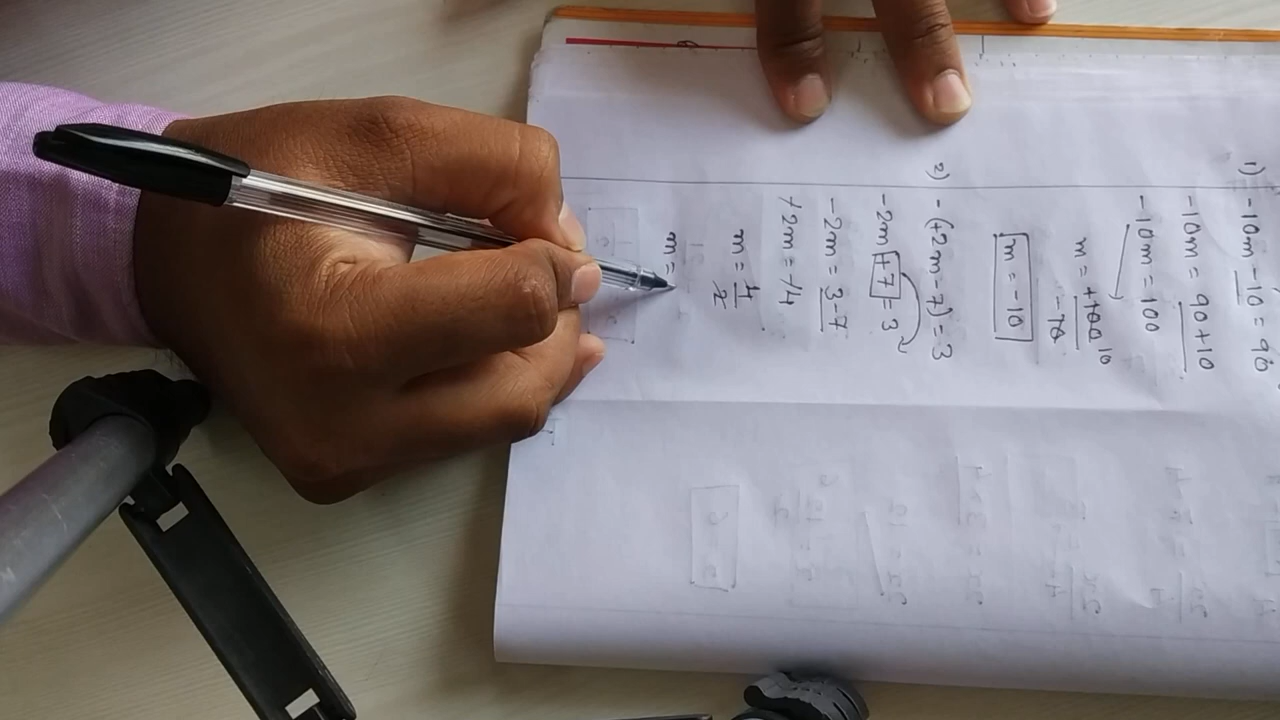 1) -10m - 10 = 90
-10m = 90 + 10
-10m = 100
m = +100 10
-10
m = -10
2) -(+2m - 7) = 3
-2m + 7 = 3
-2m = 3 - 7
+2m = +4
m = 4
2
m =